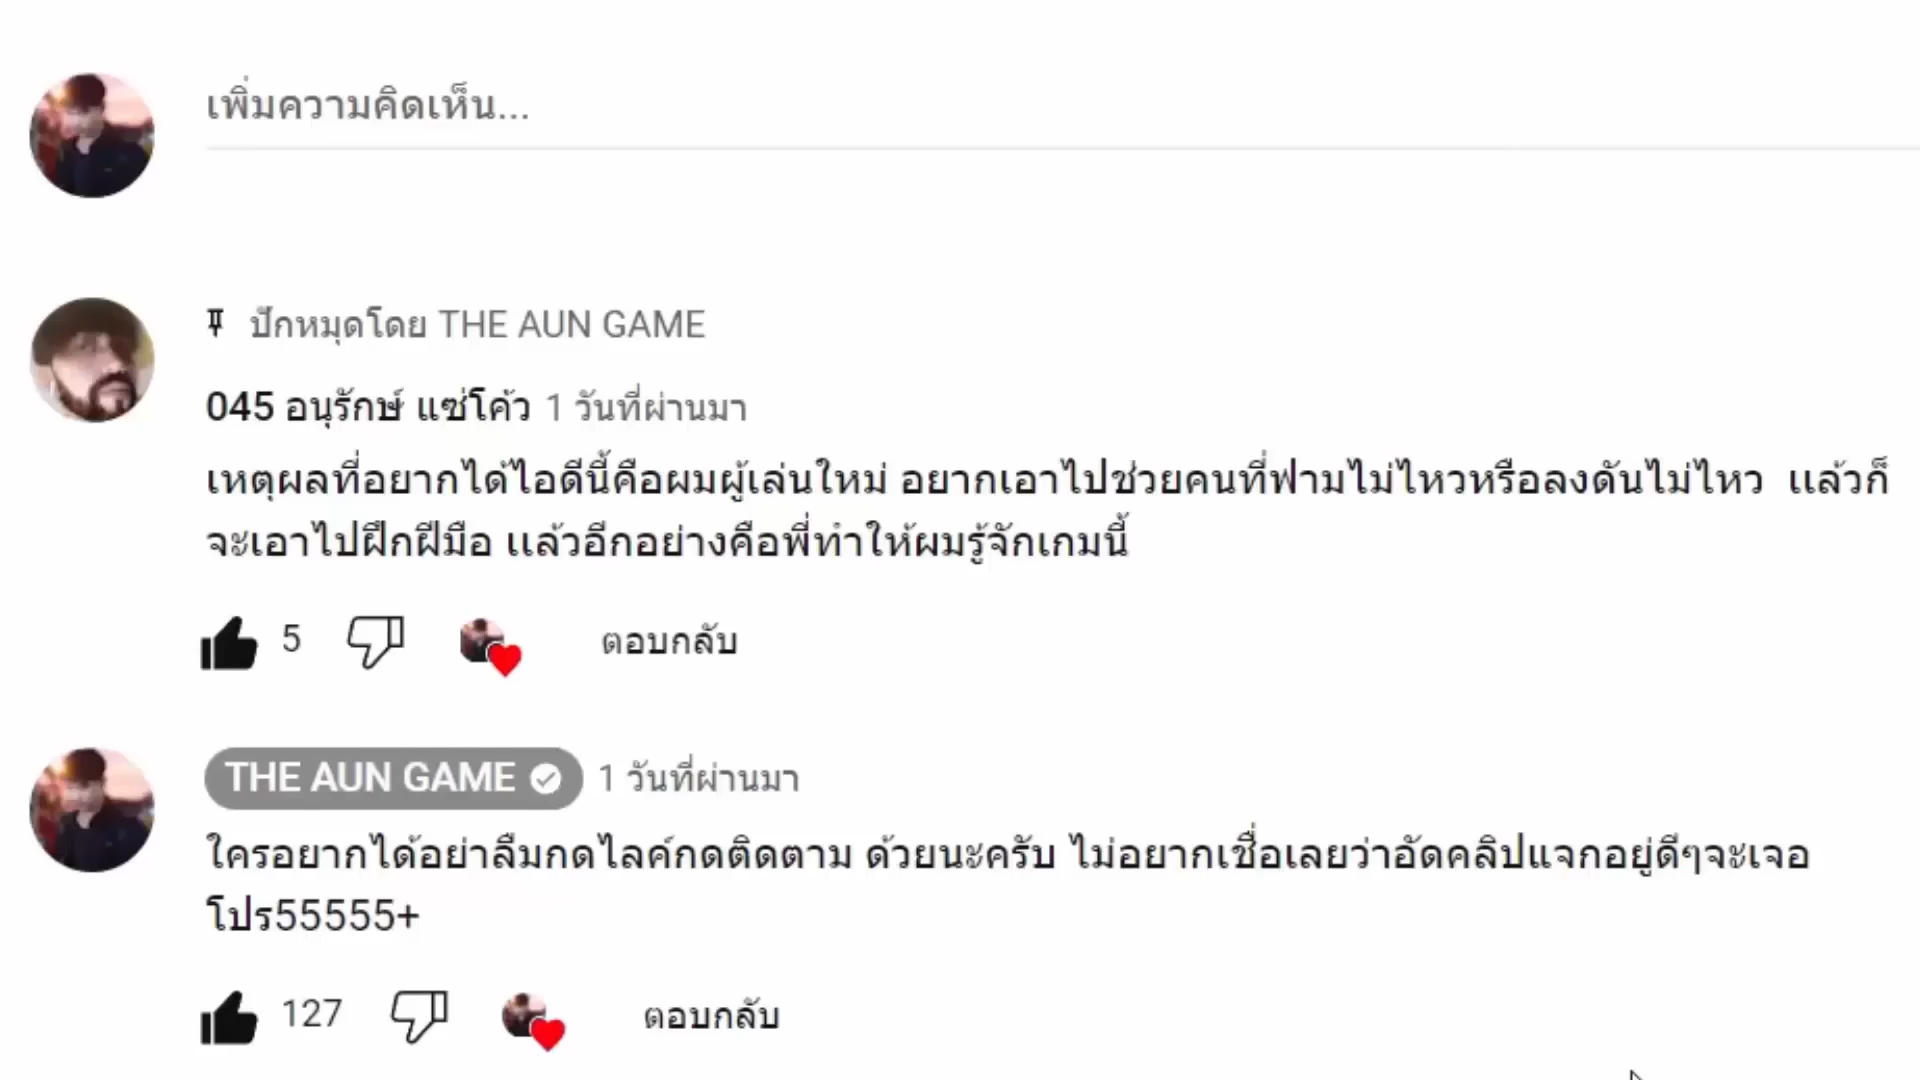 เพิ่มความคิดเห็น...
ปักหมุดโดย THE AUN GAME
045 อนุรักษ์ แซ่โค้ว 1 วันที่ผ่านมา
เหตุผลที่อยากได้ไอดีนี้คือผมผู้เล่นใหม่ อยากเอาไปช่วยคนที่ฟามไม่ไหวหรือลงดันไม่ไหว แล้วก็
จะเอาไปฝึกฝีมือ แล้วอีกอย่างคือพี่ทำให้ผมรู้จักเกมนี้
5 ตอบกลับ
THE AUN GAME 1 วันที่ผ่านมา
ใครอยากได้อย่าลืมกดไลค์กดติดตาม ด้วยนะครับ ไม่อยากเชื่อเลยว่าอัดคลิปแจกอยู่ดีๆจะเจอ
โปร55555+
127 ตอบกลับ